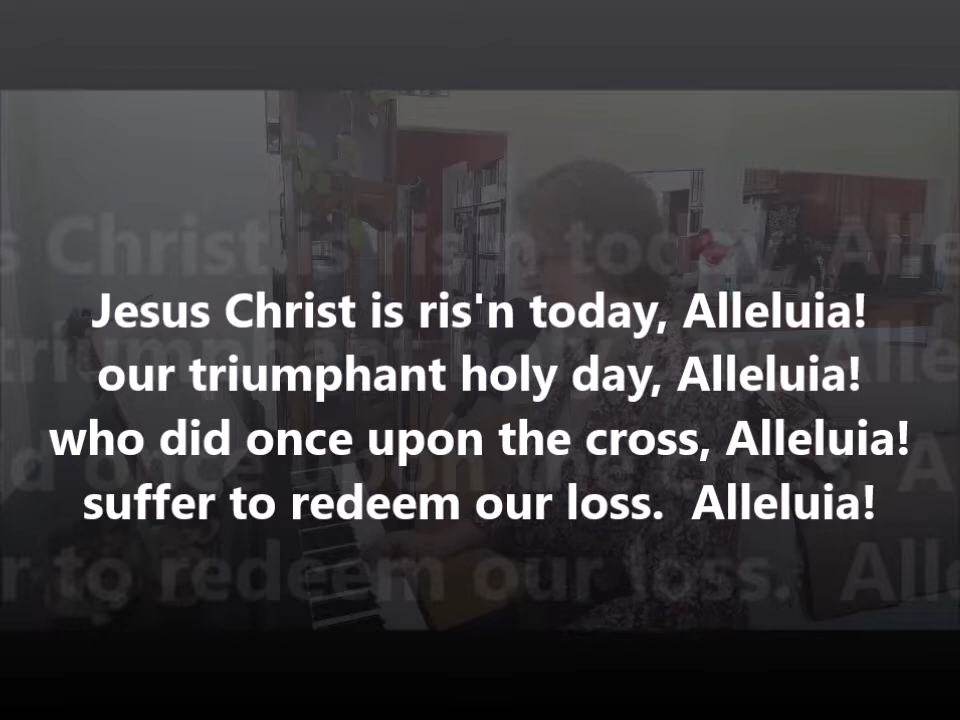 Jesus Christ is ris'n today, Alleluia!
our triumphant holy day, Alleluia!
who did once upon the cross, Alleluia!
suffer to redeem our loss.  Alleluia!